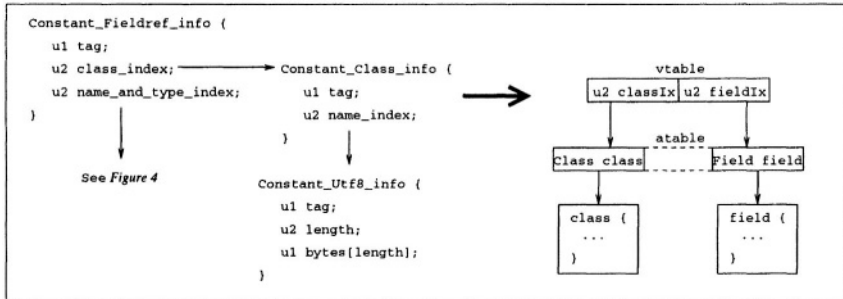 Constant_Fieldref_info {
u1 tag;
u2 class_index;
u2 name_and_type_index;
}
See Figure 4
Constant_Class_info {
u1 tag;
u2 name_index;
}
Constant_Utf8_info {
u1 tag;
u2 length;
u1 bytes[length];
}
vtable
u2 classIx u2 fieldIx
atable
Class class Field field
class { field {
... ...
} }